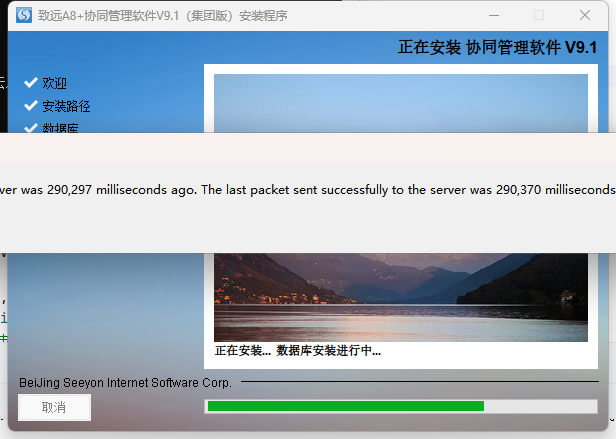 致远A8+协同管理软件V9.1（集团版）安装程序
正在安装 协同管理软件 V9.1
欢迎
安装路径
数据库
ver was 290,297 milliseconds ago. The last packet sent successfully to the server was 290,370 milliseconds
正在安装... 数据库安装进行中...
BeiJing Seeyon Internet Software Corp.
取消